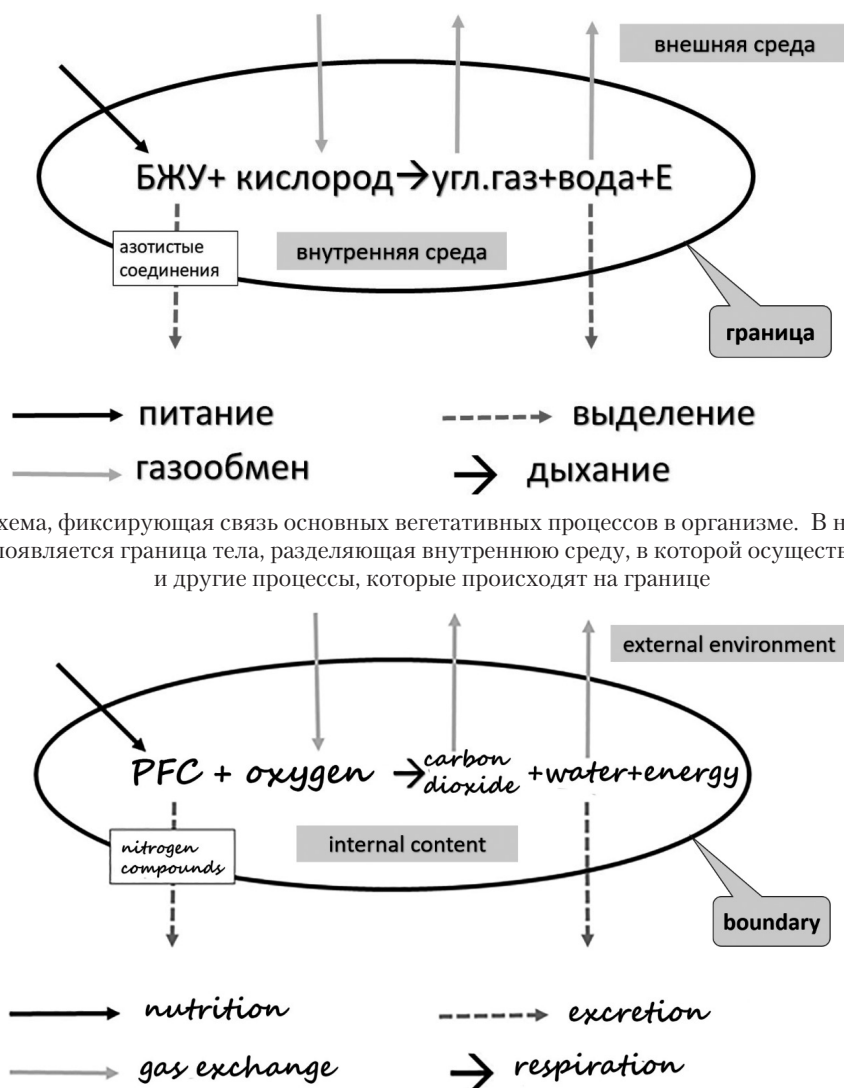 внешняя среда
БЖУ+ кислород→угл.газ+вода+Е
азотистые
соединения
внутренняя среда
граница
питание
выделение
газообмен
дыхание
хема, фиксирующая связь основных вегетативных процессов в организме. В н
появляется граница тела, разделяющая внутреннюю среду, в которой осуществ
и другие процессы, которые происходят на границе
external environment
PFC + oxygen → carbon
dioxide +water+energy
nitrogen
compounds
internal content
boundary
nutrition
excretion
gas exchange
respiration